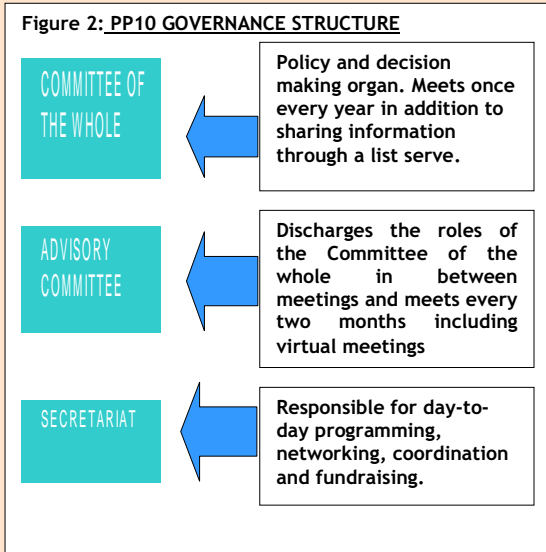 Figure 2: PP10 GOVERNANCE STRUCTURE
COMMITTEE OF
THE WHOLE
Policy and decision
making organ. Meets once
every year in addition to
sharing information
through a list serve.
ADVISORY
COMMITTEE
Discharges the roles of
the Committee of the
whole in between
meetings and meets every
two months including
virtual meetings
SECRETARIAT
Responsible for day-to-
day programming,
networking, coordination
and fundraising.